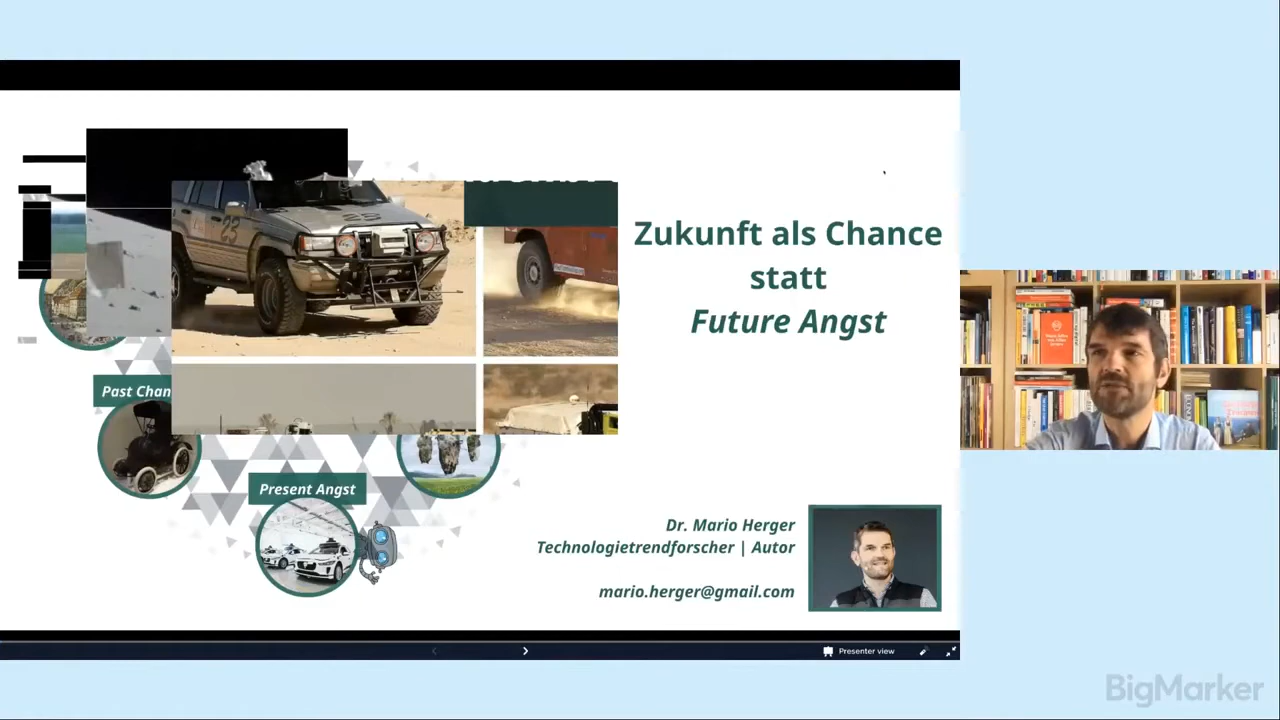 Zukunft als Chance
statt
Future Angst
23
Past Chan
Present Angst
Dr. Mario Herger
Technologietrendforscher | Autor
mario.herger@gmail.com
Presenter view
BigMarker